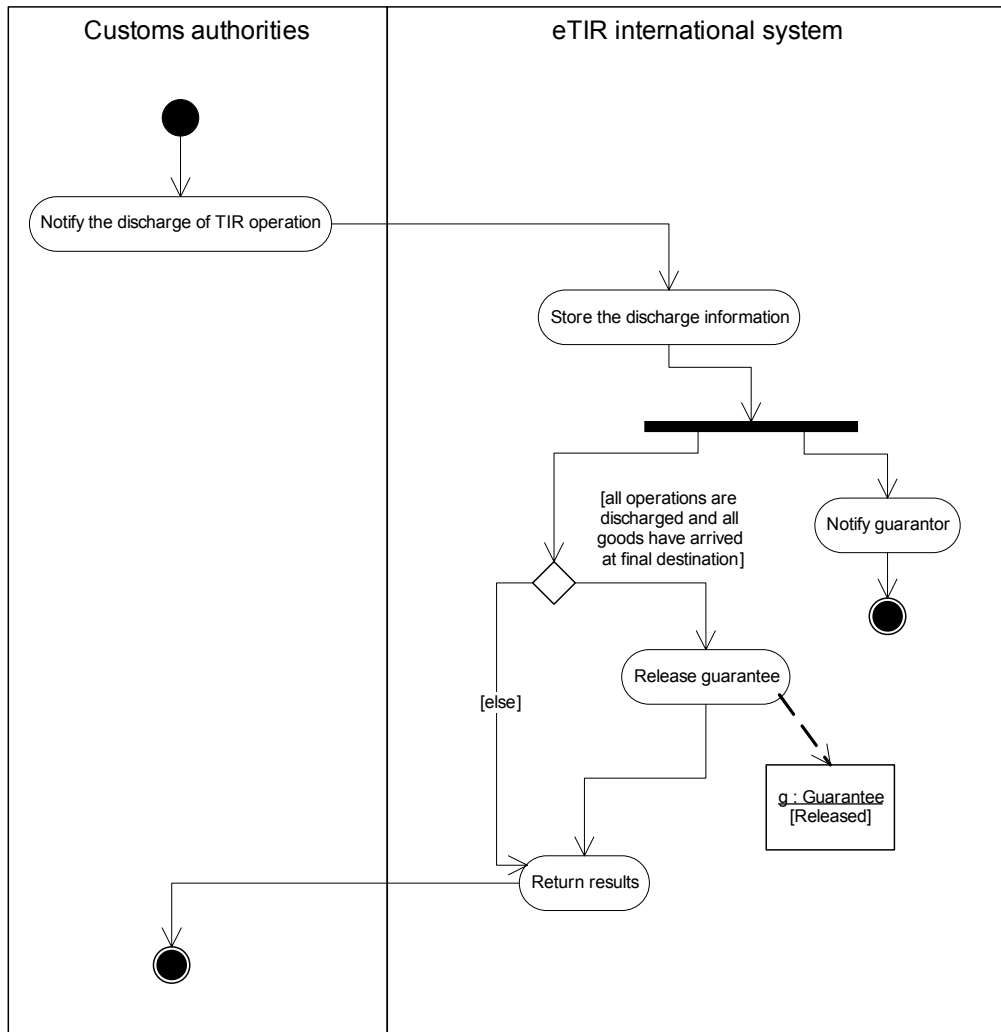 Customs authorities
eTIR international system
Notify the discharge of TIR operation
Store the discharge information
[all operations are
discharged and all
goods have arrived
at final destination]
Notify guarantor
Release guarantee
[else]
g : Guarantee
[Released]
Return results